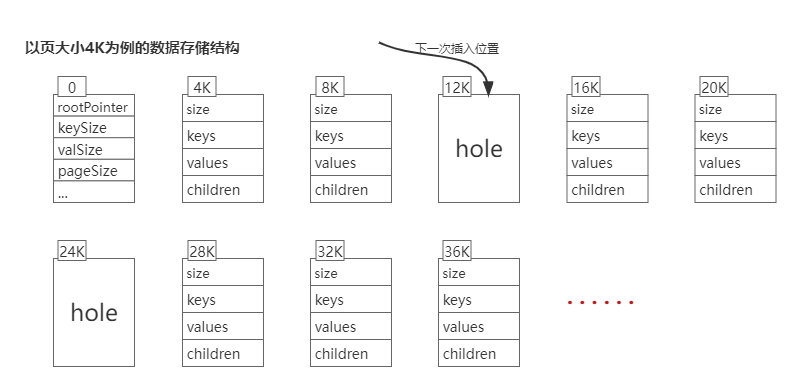 以页大小4K为例的数据存储结构
下一次插入位置
0
rootPointer
keySize
valSize
pageSize
...
4K
size
keys
values
children
8K
size
keys
values
children
12K
hole
16K
size
keys
values
children
20K
size
keys
values
children
24K
hole
28K
size
keys
values
children
32K
size
keys
values
children
36K
size
keys
values
children
......